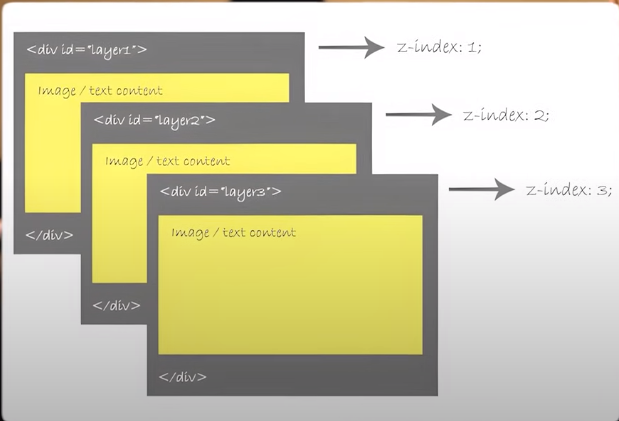 <div id="layer1">
z-index: 1;
Image / text content
<div id="layer2">
z-index: 2;
Image / text content
<div id="layer3">
z-index: 3;
Image / text content
</div>
</div>
</div>